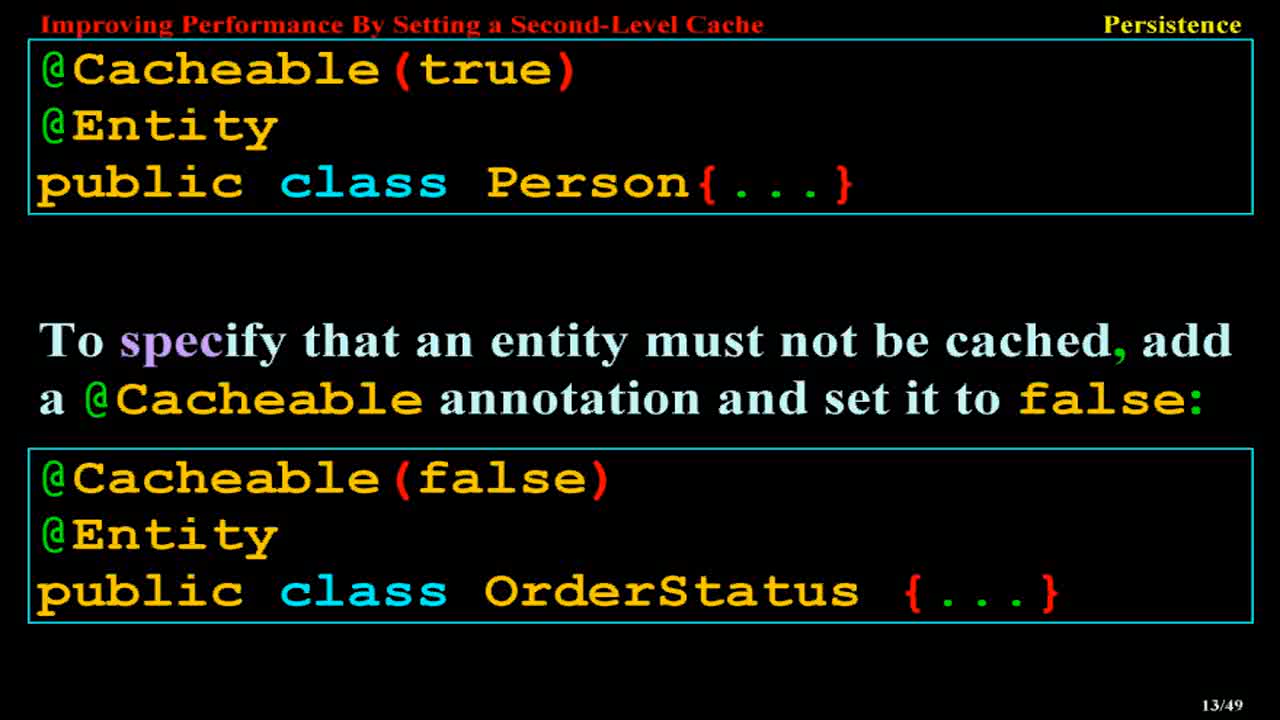 Improving Performance By Setting a Second-Level Cache
Persistence
@Cacheable(true)
@Entity
public class Person{...}
To specify that an entity must not be cached, add
a @Cacheable annotation and set it to false:
@Cacheable(false)
@Entity
public class OrderStatus {...}
13/49